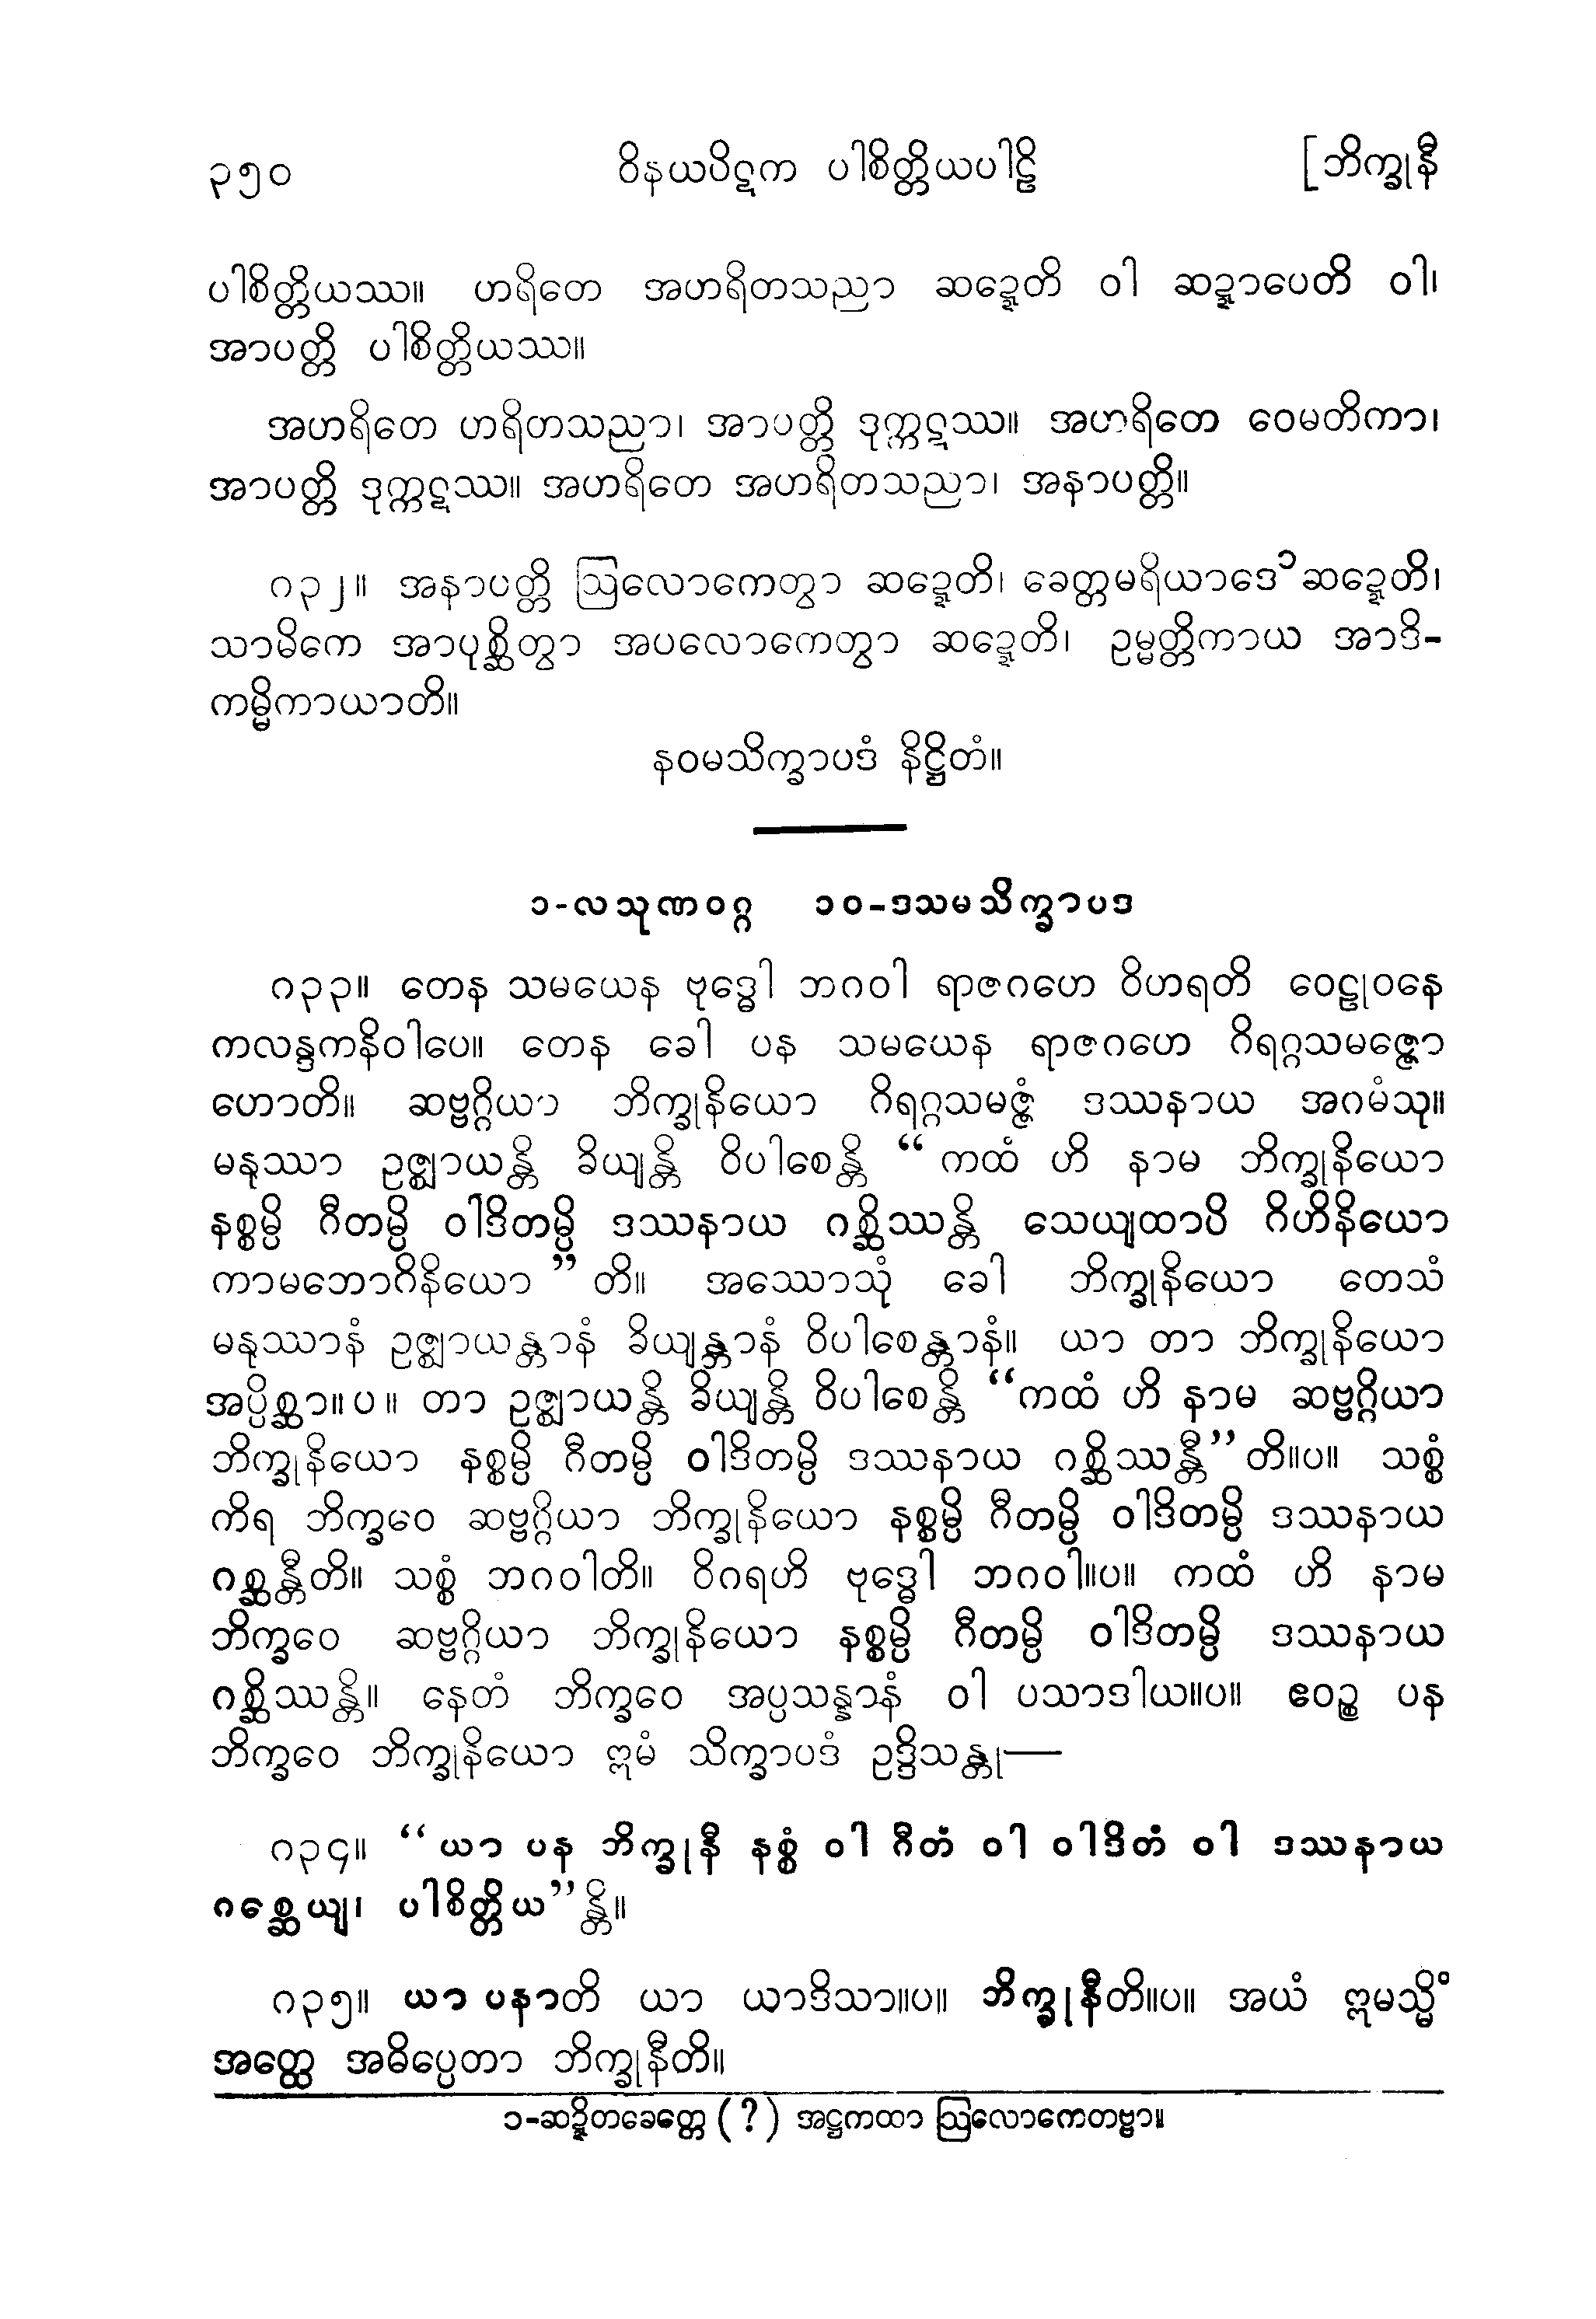 ၃၅၀ ဝိနယပိဋက ပါစိတ္တိယပါဠိ [ဘိက္ခုနီ
ပါစိတ္တိယဿ။ ဟရိတေ အဟရိတသညာ ဆဍ္ဍေတိ ဝါ ဆဍ္ဍာပေတိ ဝါ၊
အာပတ္တိ ပါစိတ္တိယဿ။
အဟရိတေ ဟရိတသညာ၊ အာပတ္တိ ဒုက္ကဋဿ။ အဟရိတေ ဝေမတိကာ၊
အာပတ္တိ ဒုက္ကဋဿ။ အဟရိတေ အဟရိတသညာ၊ အနာပတ္တိ။
၈၃၂။ အနာပတ္တိ ဩလောကေတွာ ဆဍ္ဍေတိ၊ ခေတ္တမရိယာဒေ ၁ ဆဍ္ဍေတိ၊
သာမိကေ အာပုစ္ဆိတွာ အပလောကေတွာ ဆဍ္ဍေတိ၊ ဥမ္မတ္တိကာယ အာဒိ-
ကမ္မိကာယာတိ။
နဝမသိက္ခာပဒံ နိဋ္ဌိတံ။
၁-လသုဏဝဂ္ဂ ၁၀-ဒသမသိက္ခာပဒ
၈၃၃။ တေန သမယေန ဗုဒ္ဓေါ ဘဂဝါ ရာဇဂဟေ ဝိဟရတိ ဝေဠုဝနေ
ကလန္ဒကနိဝါပေ။ တေန ခေါ ပန သမယေန ရာဇဂဟေ ဂိရဂ္ဂသမဇ္ဇော
ဟောတိ။ ဆဗ္ဗဂ္ဂိယာ ဘိက္ခုနိယော ဂိရဂ္ဂသမဇ္ဇံ ဒဿနာယ အဂမံသု။
မနုဿာ ဥဇ္ဈာယန္တိ ခိယျန္တိ ဝိပါစေန္တိ “ကထံ ဟိ နာမ ဘိက္ခုနိယော
နစ္စမ္ပိ ဂီတမ္ပိ ဝါဒိတမ္ပိ ဒဿနာယ ဂစ္ဆိဿန္တိ သေယျထာပိ ဂိဟိနိယော
ကာမဘောဂိနိယော”တိ။ အဿောသုံ ခေါ ဘိက္ခုနိယော တေသံ
မနုဿာနံ ဥဇ္ဈာယန္တာနံ ခိယျန္တာနံ ဝိပါစေန္တာနံ။ ယာ တာ ဘိက္ခုနိယော
အပ္ပိစ္ဆာ။ပ။ တာ ဥဇ္ဈာယန္တိ ခိယျန္တိ ဝိပါစေန္တိ “ကထံ ဟိ နာမ ဆဗ္ဗဂ္ဂိယာ
ဘိက္ခုနိယော နစ္စမ္ပိ ဂီတမ္ပိ ဝါဒိတမ္ပိ ဒဿနာယ ဂစ္ဆိဿန္တီ”တိ။ပ။ သစ္စံ
ကိရ ဘိက္ခဝေ ဆဗ္ဗဂ္ဂိယာ ဘိက္ခုနိယော နစ္စမ္ပိ ဂီတမ္ပိ ဝါဒိတမ္ပိ ဒဿနာယ
ဂစ္ဆန္တီတိ။ သစ္စံ ဘဂဝါတိ။ ဝိဂရဟိ ဗုဒ္ဓေါ ဘဂဝါ။ပ။ ကထံ ဟိ နာမ
ဘိက္ခဝေ ဆဗ္ဗဂ္ဂိယာ ဘိက္ခုနိယော နစ္စမ္ပိ ဂီတမ္ပိ ဝါဒိတမ္ပိ ဒဿနာယ
ဂစ္ဆိဿန္တိ။ နေတံ ဘိက္ခဝေ အပ္ပသန္နာနံ ဝါ ပသာဒါယ။ပ။ ဧဝဉ္စ ပန
ဘိက္ခဝေ ဘိက္ခုနိယော ဣမံ သိက္ခာပဒံ ဥဒ္ဒိသန္တု—
၈၃၄။ “ယာ ပန ဘိက္ခုနီ နစ္စံ ဝါ ဂီတံ ဝါ ဝါဒိတံ ဝါ ဒဿနာယ
ဂစ္ဆေယျ၊ ပါစိတ္တိယ”န္တိ။
၈၃၅။ ယာ ပနာတိ ယာ ယာဒိသာ။ပ။ ဘိက္ခုနီတိ။ပ။ အယံ ဣမသ္မိံ
အတ္ထေ အဓိပ္ပေတာ ဘိက္ခုနီတိ။
၁-ဆဍ္ဍိတခေတ္တေ (?) အဋ္ဌကထာ ဩလောကေတဗ္ဗာ။